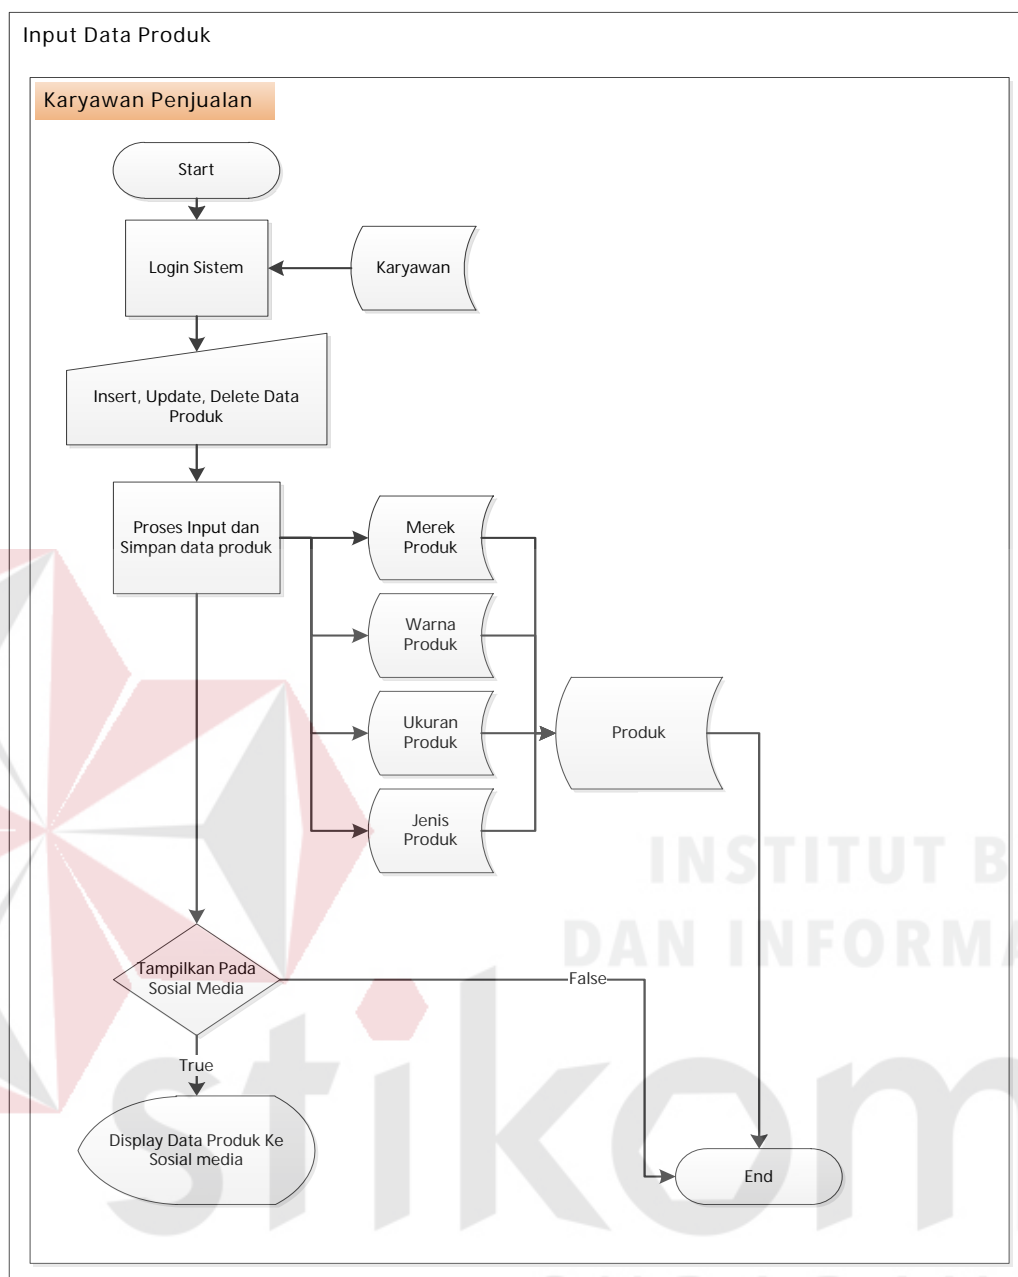 Input Data Produk
Karyawan Penjualan
Start
Login Sistem
Karyawan
Insert, Update, Delete Data
Produk
Proses Input dan
Simpan data produk
Merek
Produk
Warna
Produk
Ukuran
Produk
Produk
Jenis
Produk
INSTITUT B
DAN INFORMA
Tampilkan Pada
Sosial Media
False
True
stikom
Display Data Produk Ke
Sosial media
End